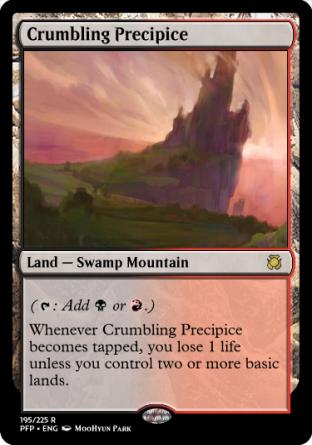 Crumbling Precipice
Land — Swamp Mountain
( : Add or .)
Whenever Crumbling Precipice
becomes tapped, you lose 1 life
unless you control two or more basic
lands.
195/225 R
PFP • ENG MooHyun Park